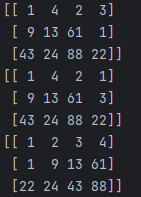 [[ 1  4  2  3]
 [ 9 13 61  1]
 [43 24 88 22]]
[[ 1  4  2  1]
 [ 9 13 61  3]
 [43 24 88 22]]
[[ 1  2  3  4]
 [ 1  9 13 61]
 [22 24 43 88]]